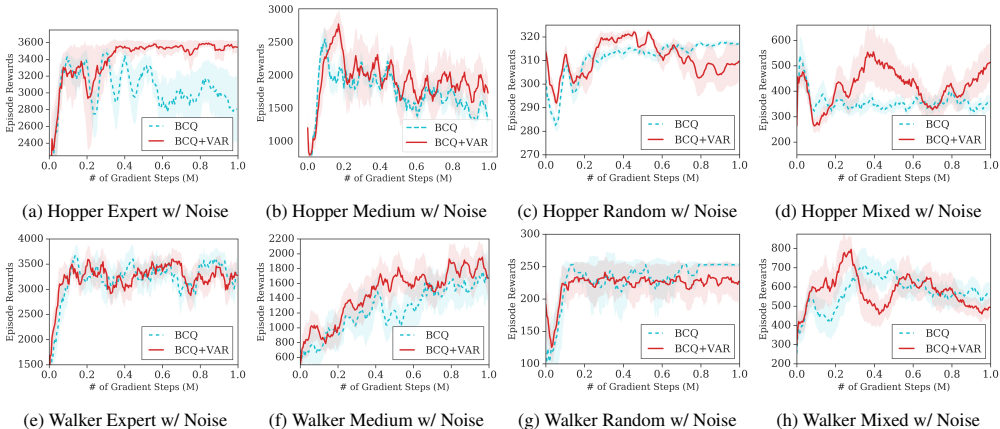 3600
3400
3200
3000
2800
2600
2400
Episode Rewards
BCQ
BCQ+VAR
0.0 0.2 0.4 0.6 0.8 1.0
# of Gradient Steps (M)
(a) Hopper Expert w/ Noise
3000
2500
2000
1500
1000
Episode Rewards
BCQ
BCQ+VAR
0.0 0.2 0.4 0.6 0.8 1.0
# of Gradient Steps (M)
(b) Hopper Medium w/ Noise
320
310
300
290
280
270
Episode Rewards
BCQ
BCQ+VAR
0.0 0.2 0.4 0.6 0.8 1.0
# of Gradient Steps (M)
(c) Hopper Random w/ Noise
600
500
400
300
200
Episode Rewards
BCQ
BCQ+VAR
0.0 0.2 0.4 0.6 0.8 1.0
# of Gradient Steps (M)
(d) Hopper Mixed w/ Noise
4000
3500
3000
2500
2000
1500
Episode Rewards
BCQ
BCQ+VAR
0.0 0.2 0.4 0.6 0.8 1.0
# of Gradient Steps (M)
(e) Walker Expert w/ Noise
2200
2000
1800
1600
1400
1200
1000
800
600
Episode Rewards
BCQ
BCQ+VAR
0.0 0.2 0.4 0.6 0.8 1.0
# of Gradient Steps (M)
(f) Walker Medium w/ Noise
300
250
200
150
100
Episode Rewards
BCQ
BCQ+VAR
0.0 0.2 0.4 0.6 0.8 1.0
# of Gradient Steps (M)
(g) Walker Random w/ Noise
800
700
600
500
400
300
200
Episode Rewards
BCQ
BCQ+VAR
0.0 0.2 0.4 0.6 0.8 1.0
# of Gradient Steps (M)
(h) Walker Mixed w/ Noise